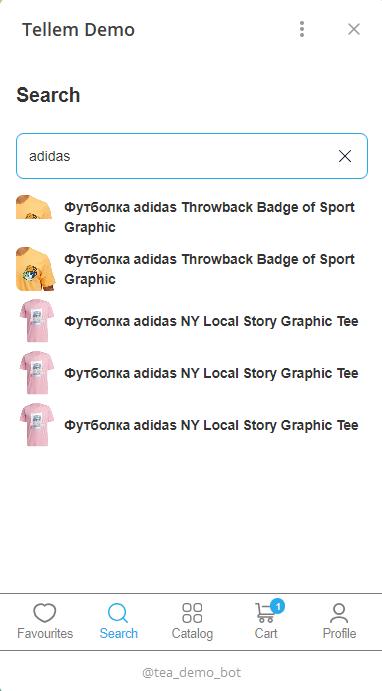 Tellem Demo
Search
adidas
Футболка adidas Throwback Badge of Sport
Graphic
Футболка adidas Throwback Badge of Sport
Graphic
Футболка adidas NY Local Story Graphic Tee
Футболка adidas NY Local Story Graphic Tee
Футболка adidas NY Local Story Graphic Tee
1
Favourites Search Catalog Cart Profile
@tea_demo_bot